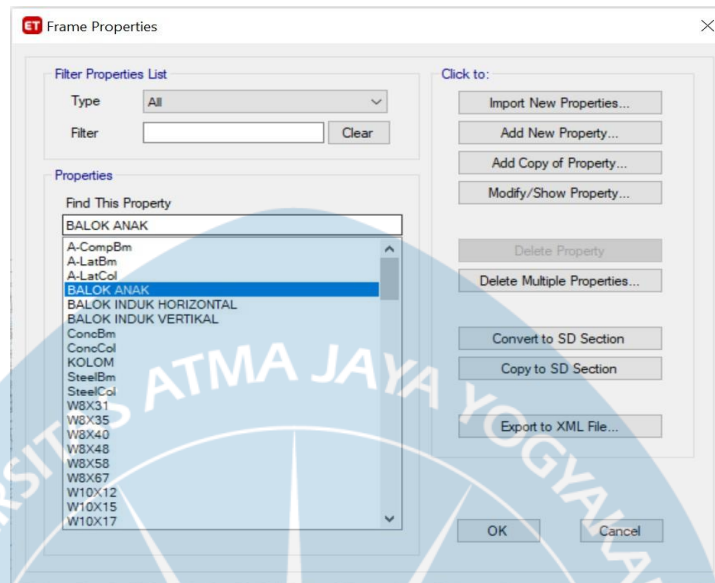 ET Frame Properties
Filter Properties List
Type All
Filter Clear
Properties
Find This Property
BALOK ANAK
A-CompBm
A-LatBm
A-LatCol
BALOK ANAK
BALOK INDUK HORIZONTAL
BALOK INDUK VERTIKAL
ConcBm
ConcCol
KOLOM
SteelBm
SteelCol
W8X31
W8X35
W8X40
W8X48
W8X58
W8X67
W10X12
W10X15
W10X17
Click to:
Import New Properties...
Add New Property...
Add Copy of Property...
Modify/Show Property...
Delete Property
Delete Multiple Properties...
Convert to SD Section
Copy to SD Section
Export to XML File...
OK Cancel
ATMA JAYA